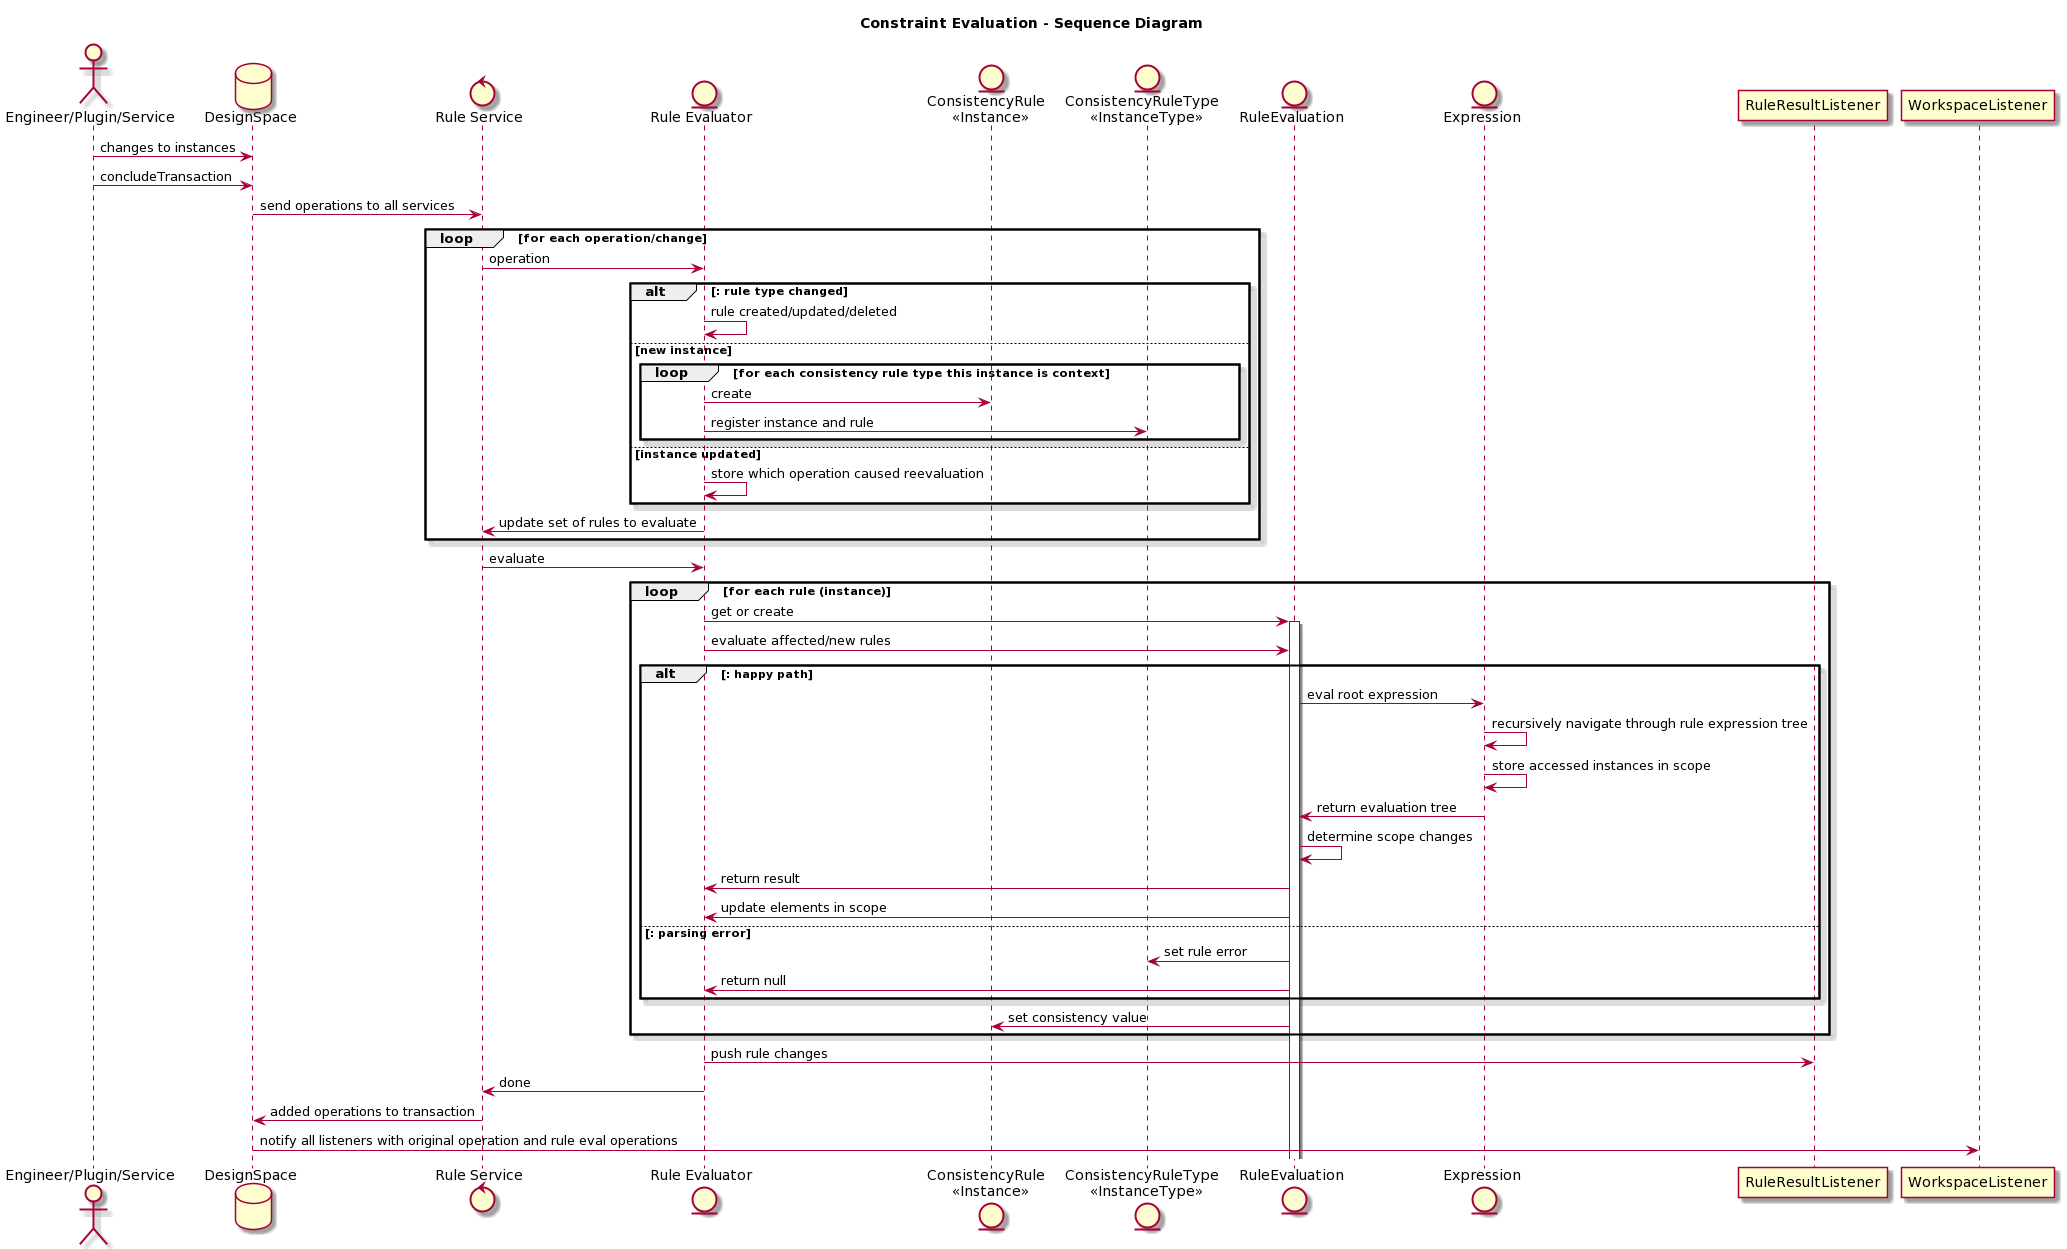 Constraint Evaluation - Sequence Diagram
Engineer/Plugin/Service
DesignSpace
Rule Service
Rule Evaluator
ConsistencyRule
«Instance»
ConsistencyRuleType
«InstanceType»
RuleEvaluation
Expression
RuleResultListener
WorkspaceListener
changes to instances
concludeTransaction
send operations to all services
loop [for each operation/change]
operation
alt [: rule type changed]
rule created/updated/deleted
[new instance]
loop [for each consistency rule type this instance is context]
create
register instance and rule
[instance updated]
store which operation caused reevaluation
update set of rules to evaluate
evaluate
loop [for each rule (instance)]
get or create
evaluate affected/new rules
alt [: happy path]
eval root expression
recursively navigate through rule expression tree
store accessed instances in scope
return evaluation tree
determine scope changes
return result
update elements in scope
[: parsing error]
set rule error
return null
set consistency value
push rule changes
done
added operations to transaction
notify all listeners with original operation and rule eval operations
Engineer/Plugin/Service
DesignSpace
Rule Service
Rule Evaluator
ConsistencyRule
«Instance»
ConsistencyRuleType
«InstanceType»
RuleEvaluation
Expression
RuleResultListener
WorkspaceListener